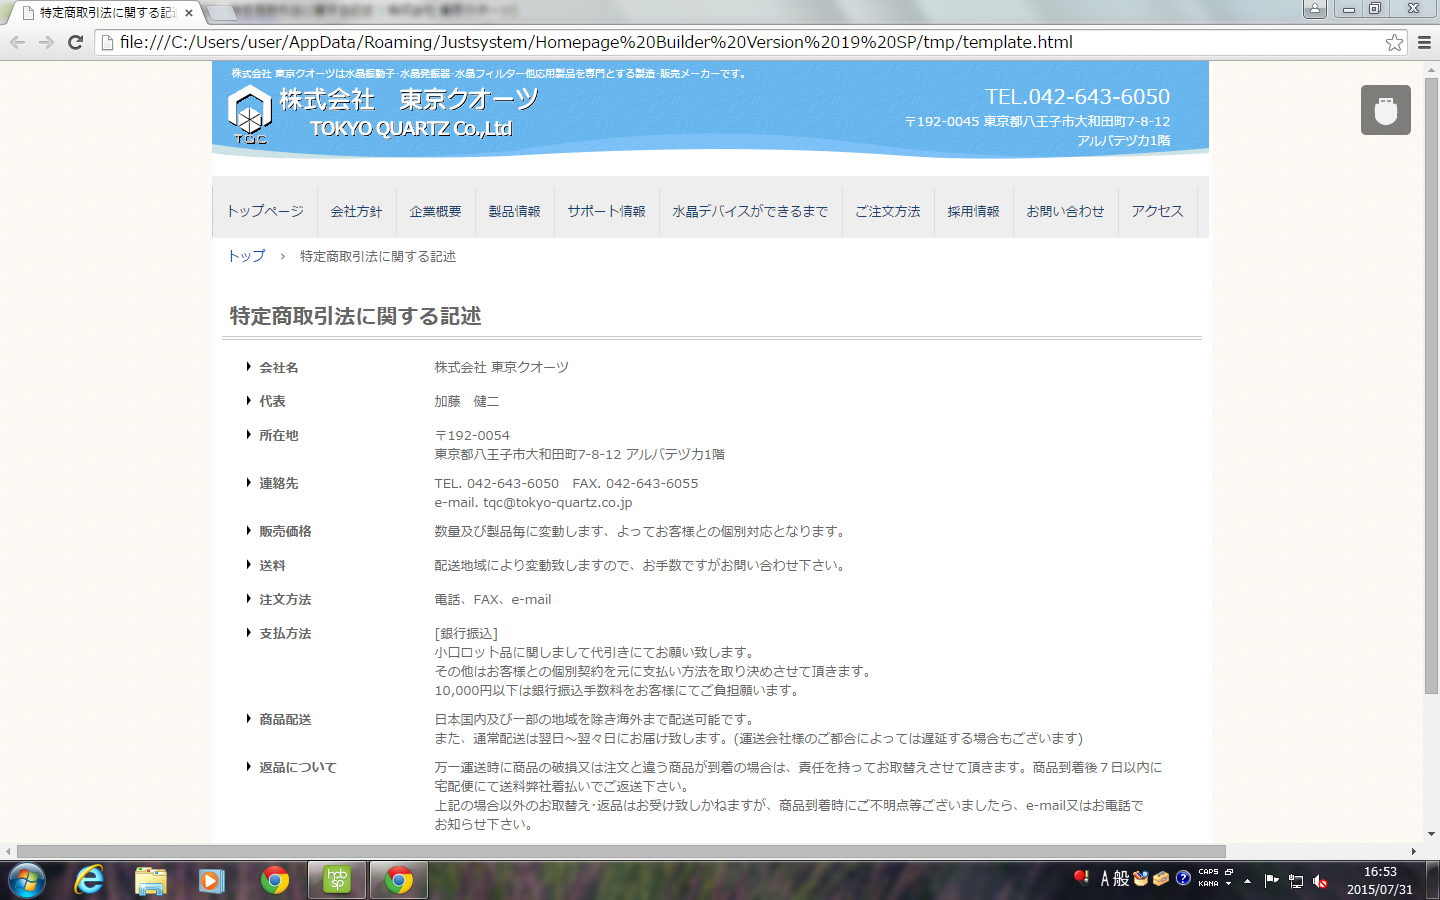 特定商取引法に関する記述
file:///C:/Users/user/AppData/Roaming/Justsystem/Homepage%20Builder%20Version%2019%20SP/tmp/template.html
株式会社 東京クオーツは水晶振動子・水晶発振器・水晶フィルター他応用製品を専門とする製造・販売メーカーです。
株式会社　東京クオーツ
TOKYO QUARTZ Co.,Ltd
TQC
TEL.042-643-6050
〒192-0045 東京都八王子市大和田町7-8-12
アルバテヅカ1階
トップページ 会社方針 企業概要 製品情報 サポート情報 水晶デバイスができるまで ご注文方法 採用情報 お問い合わせ アクセス
トップ › 特定商取引法に関する記述
特定商取引法に関する記述
会社名 株式会社 東京クオーツ
代表 加藤　健二
所在地 〒192-0054
東京都八王子市大和田町7-8-12 アルバテヅカ1階
連絡先 TEL. 042-643-6050　FAX. 042-643-6055
e-mail. tqc@tokyo-quartz.co.jp
販売価格 数量及び製品毎に変動します、よってお客様との個別対応となります。
送料 配送地域により変動致しますので、お手数ですがお問い合わせ下さい。
注文方法 電話、FAX、e-mail
支払方法 [銀行振込]
小口ロット品に関しまして代引きにてお願い致します。
その他はお客様との個別契約を元に支払い方法を取り決めさせて頂きます。
10,000円以下は銀行振込手数料をお客様にてご負担願います。
商品配送 日本国内及び一部の地域を除き海外まで配送可能です。
また、通常配送は翌日～翌々日にお届け致します。(運送会社様のご都合によっては遅延する場合もございます)
返品について 万一運送時に商品の破損又は注文と違う商品が到着の場合は、責任を持ってお取替えさせて頂きます。商品到着後７日以内に
宅配便にて送料弊社着払いでご返送下さい。
上記の場合以外のお取替え・返品はお受け致しかねますが、商品到着時にご不明点等ございましたら、e-mail又はお電話で
お知らせ下さい。
hpb
sp
A 般
CAPS
KANA
16:53
2015/07/31